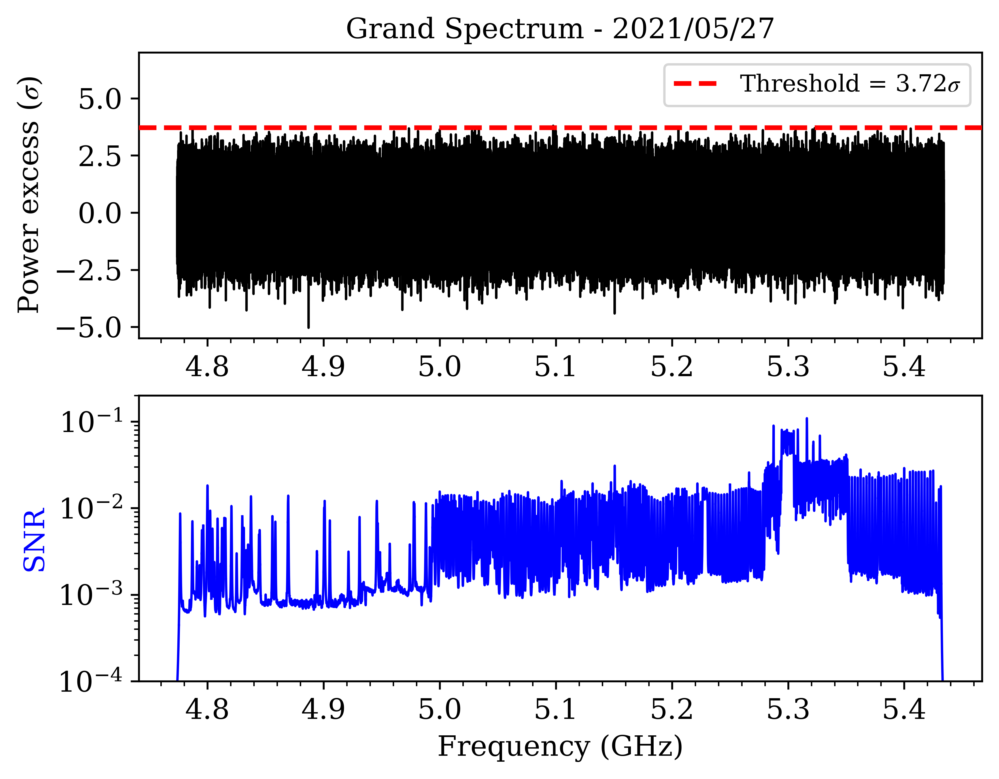 Grand Spectrum - 2021/05/27
Threshold = 3.72σ
Power excess (σ)
5.0
2.5
0.0
−2.5
−5.0
4.8 4.9 5.0 5.1 5.2 5.3 5.4
SNR
10⁻¹
10⁻²
10⁻³
10⁻⁴
4.8 4.9 5.0 5.1 5.2 5.3 5.4
Frequency (GHz)